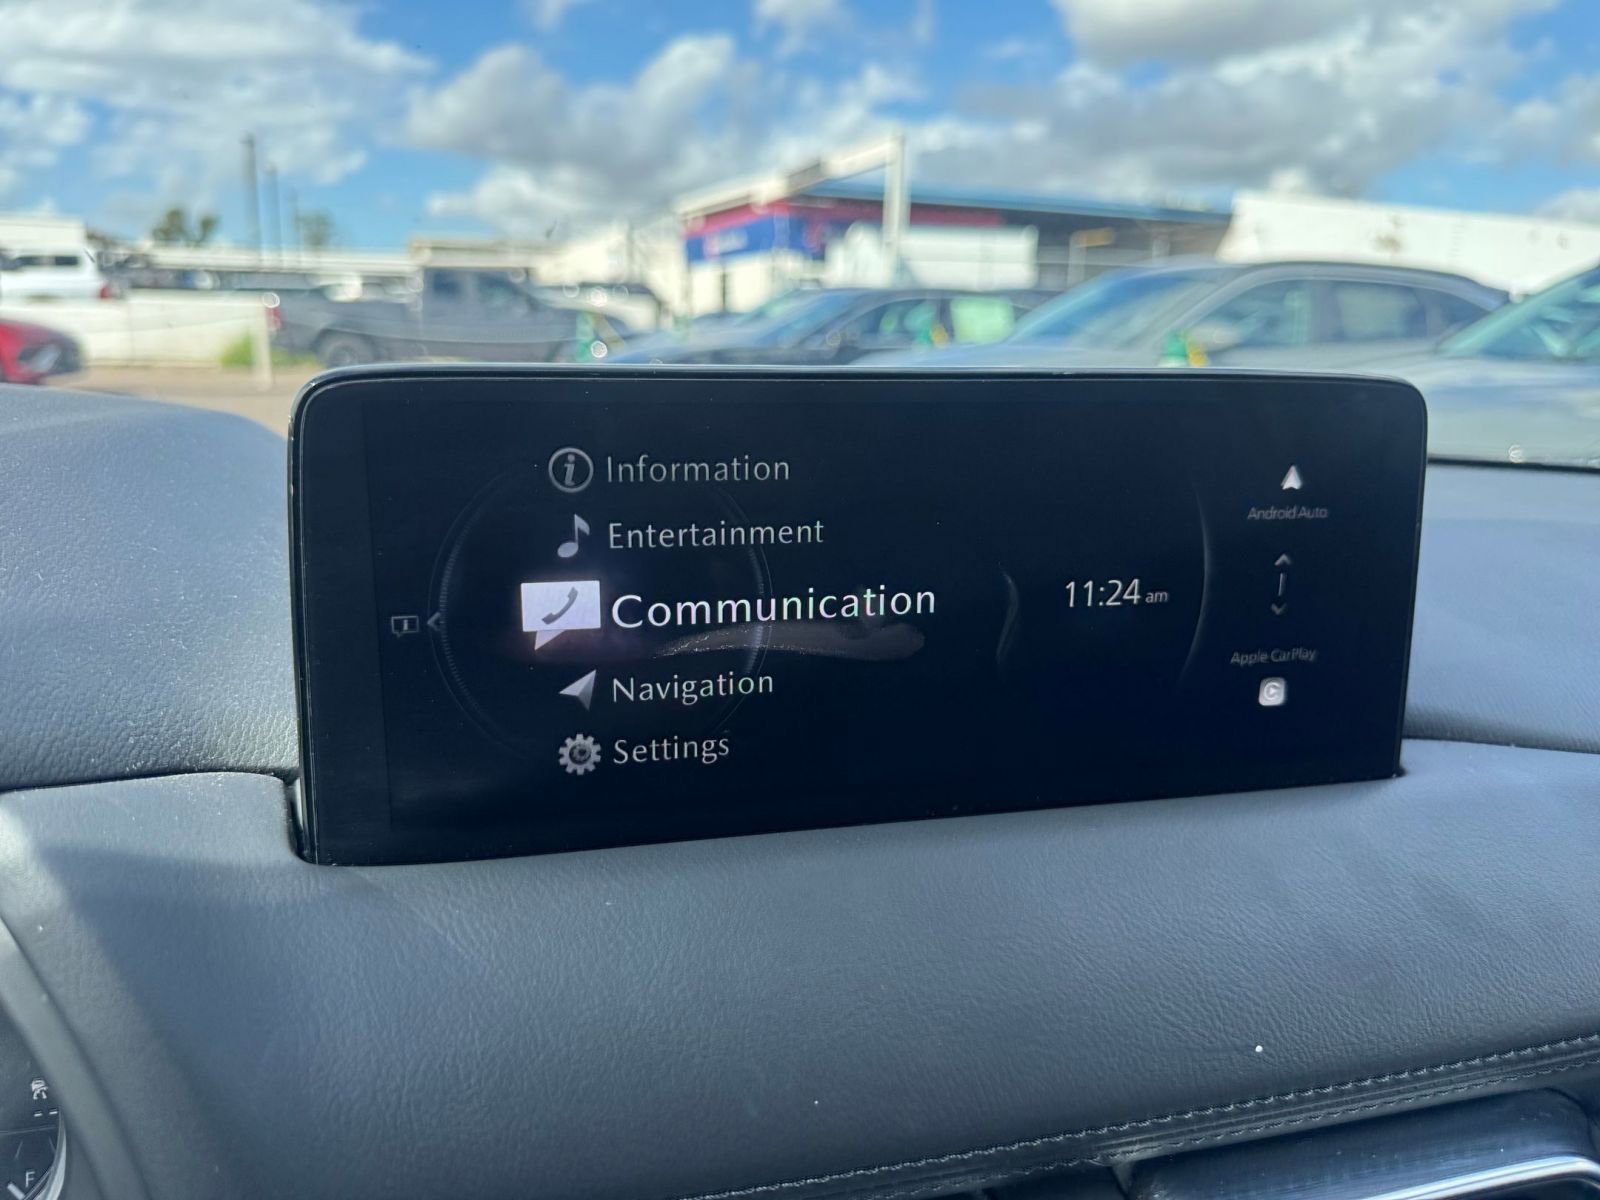 Information
Entertainment
Communication
Navigation
Settings
11:24 am
Android Auto
Apple CarPlay
F